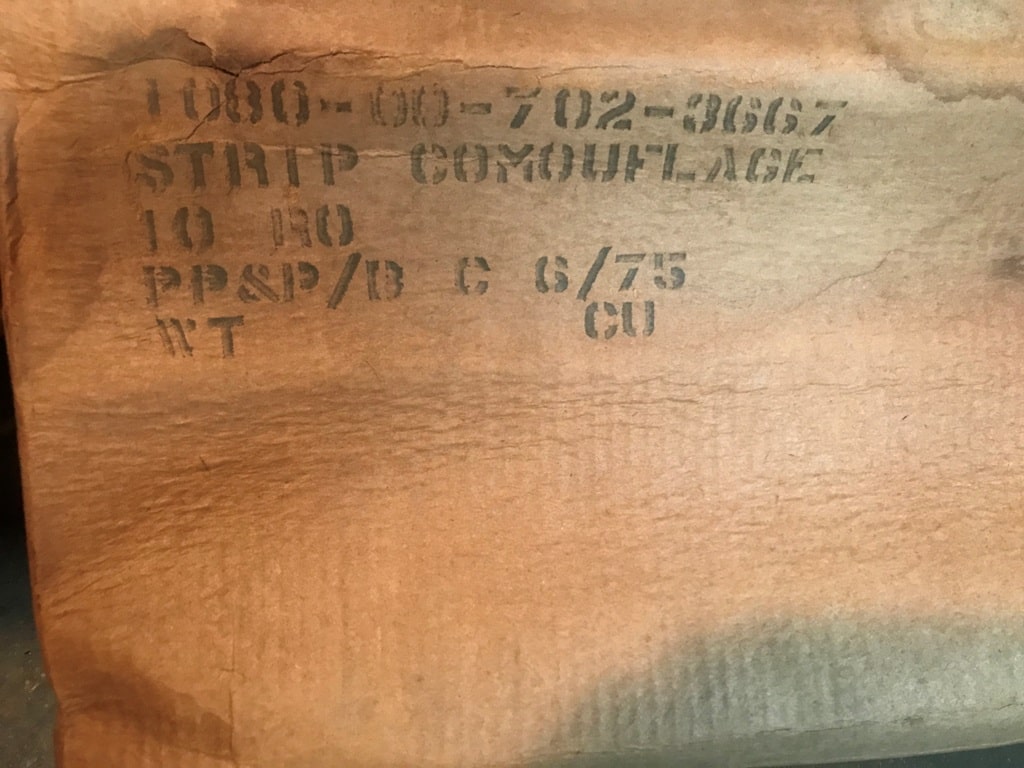 1080-00-702-3667
STRIP COMOUFLAGE
10 RO
PP&P/B C 6/75
WT CU